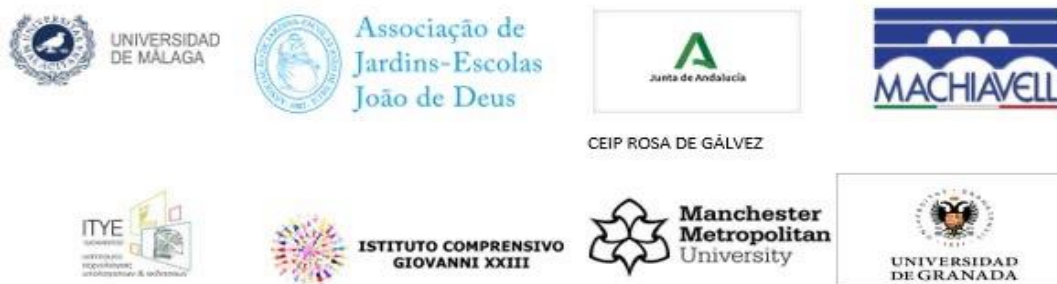 UNIVERSIDAD
DE MÁLAGA
Associação de
Jardins-Escolas
João de Deus
Junta de Andalucía
MACHIAVELL
CEIP ROSA DE GÁLVEZ
ITYE
ISTITUTO COMPRENSIVO
GIOVANNI XXIII
Manchester
Metropolitan
University
UNIVERSIDAD
DE GRANADA